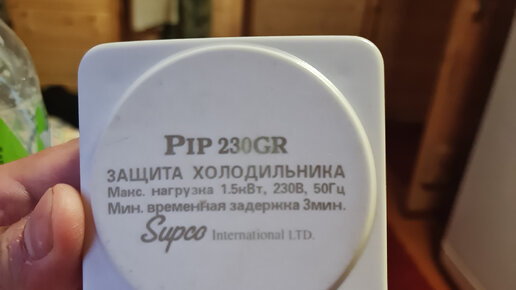 PIP 230GR
ЗАЩИТА ХОЛОДИЛЬНИКА
Макс. нагрузка 1.5кВт, 230В, 50Гц
Мин. временная задержка 3мин.
Supco International LTD.